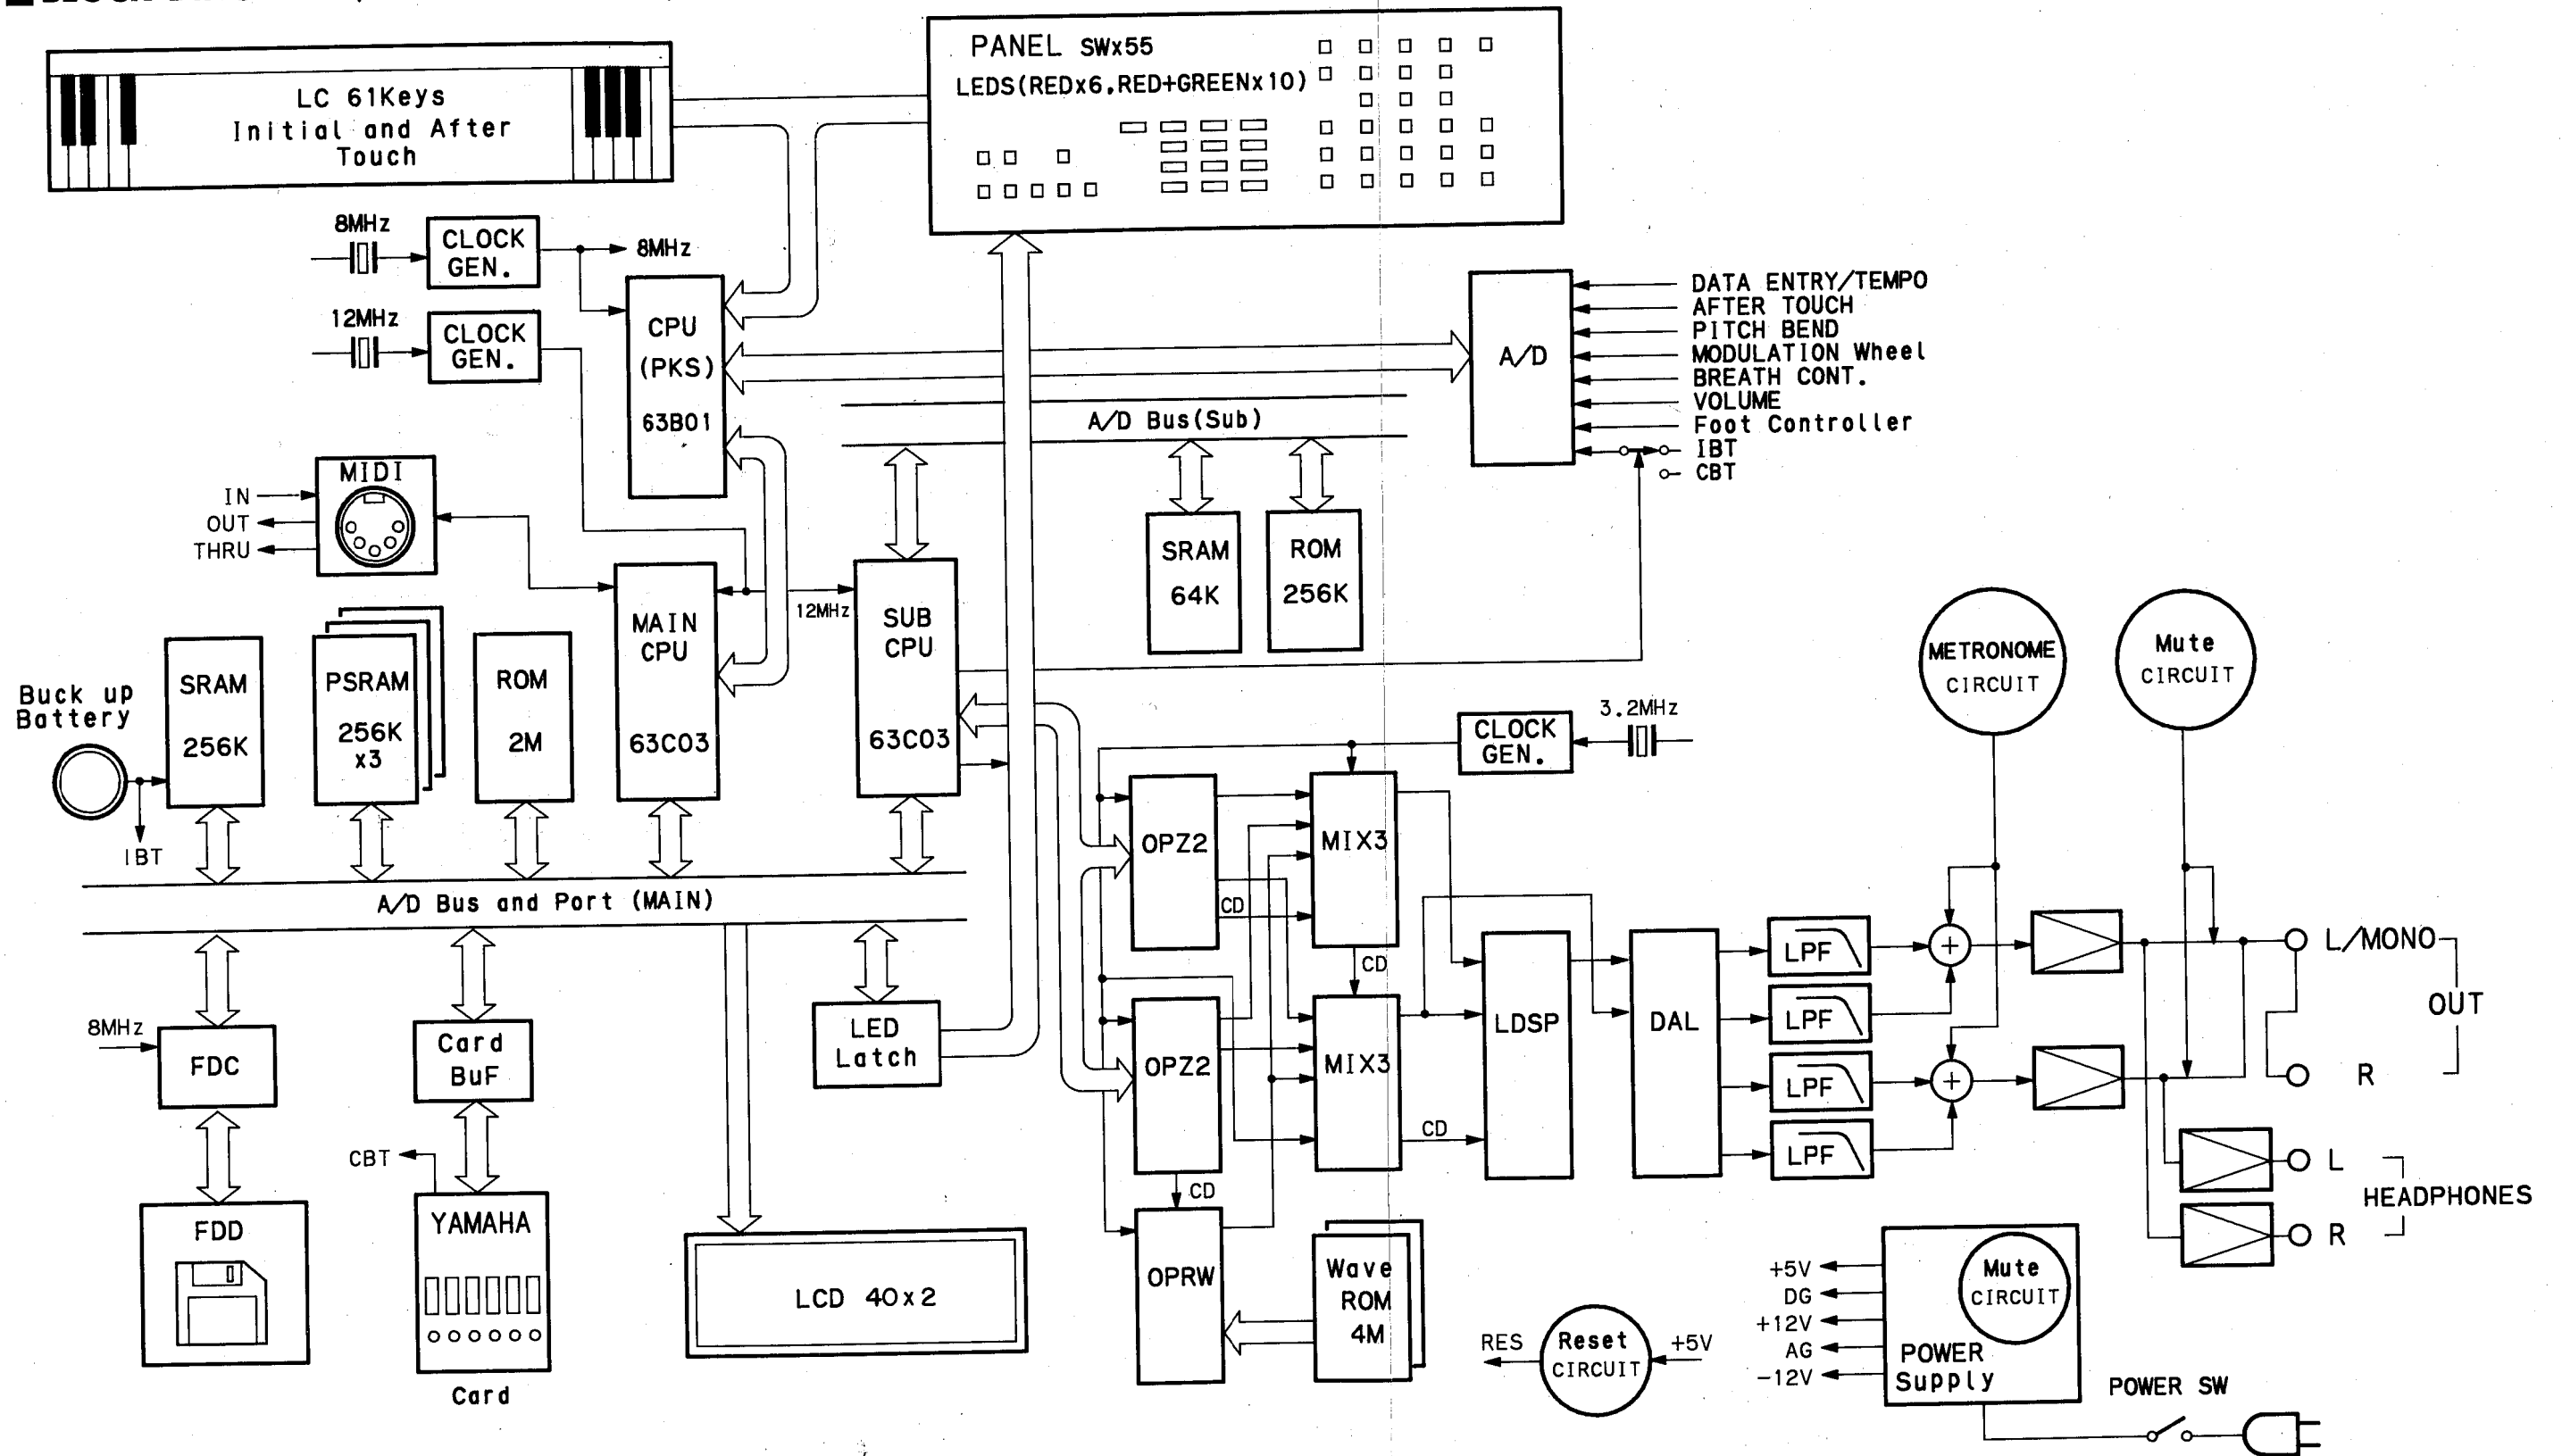 PANEL SWx55
LEDS(REDx6,RED+GREENx10)
LC 61Keys
Initial and After
Touch
8MHz
CLOCK
GEN.
8MHz
12MHz
CLOCK
GEN.
CPU
(PKS)
63B01
A/D
DATA ENTRY/TEMPO
AFTER TOUCH
PITCH BEND
MODULATION Wheel
BREATH CONT.
VOLUME
Foot Controller
IBT
CBT
A/D Bus(Sub)
MIDI
IN
OUT
THRU
SRAM
64K
ROM
256K
12MHz
MAIN
CPU
63C03
SUB
CPU
63C03
Buck up
Battery
IBT
SRAM
256K
PSRAM
256K
x3
ROM
2M
METRONOME
CIRCUIT
Mute
CIRCUIT
CLOCK
GEN.
3.2MHz
OPZ2
MIX3
CD
CD
A/D Bus and Port (MAIN)
8MHz
FDC
Card
BuF
LED
Latch
OPZ2
MIX3
CD
CD
LDSP
DAL
LPF
LPF
LPF
LPF
L/MONO
OUT
R
L
HEADPHONES
R
CBT
FDD
YAMAHA
Card
LCD 40x2
OPRW
Wave
ROM
4M
RES
Reset
CIRCUIT
+5V
+5V
DG
+12V
AG
-12V
Mute
CIRCUIT
POWER
Supply
POWER SW